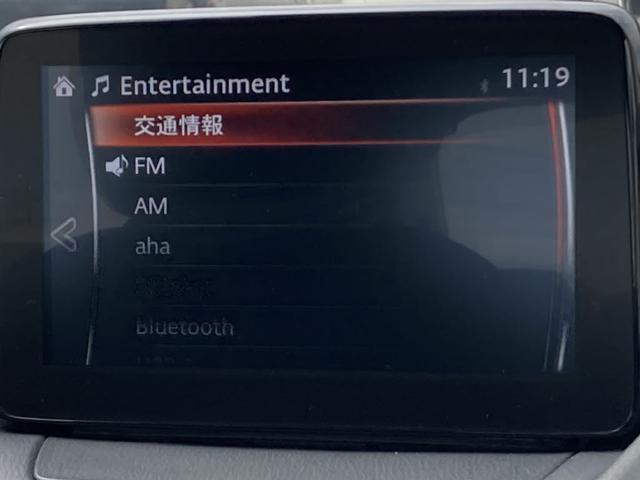 Entertainment 11:19
交通情報
FM
AM
aha
Bluetooth